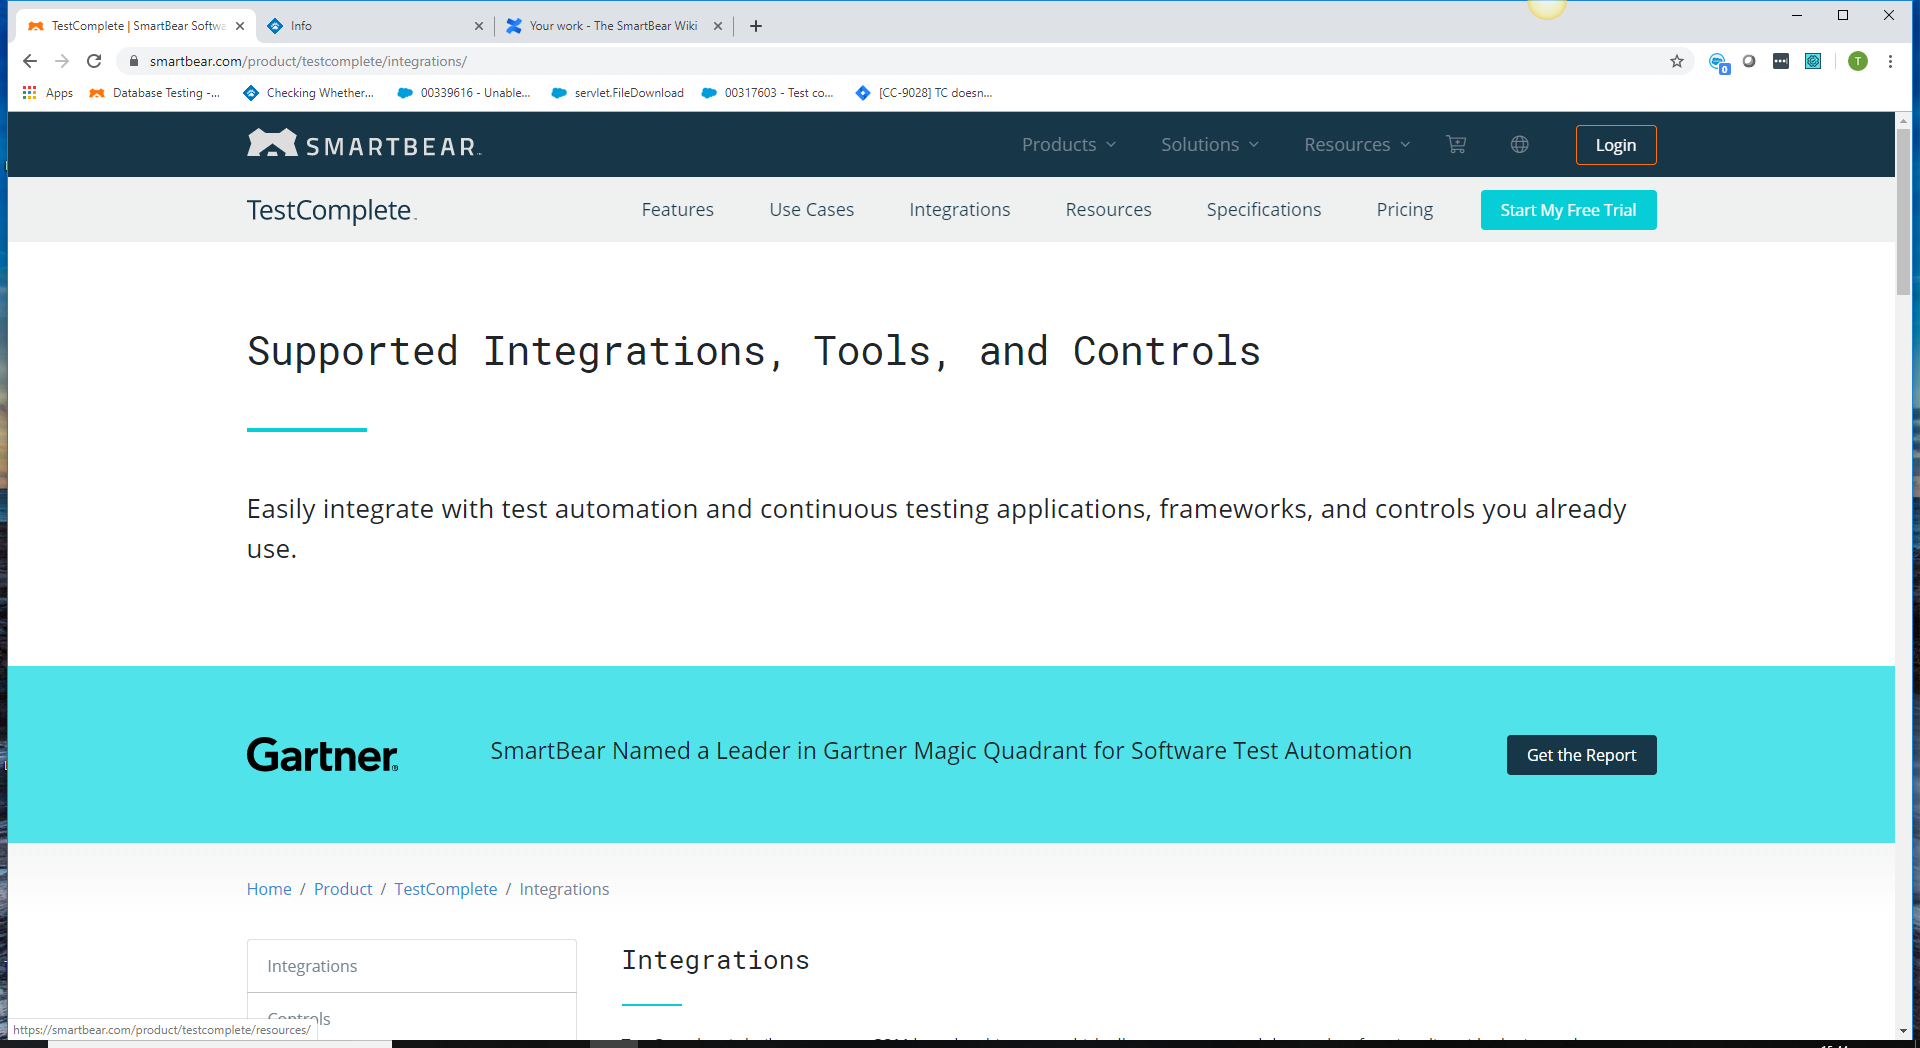 TestComplete | SmartBear Softwa
Info
Your work - The SmartBear Wiki
smartbear.com/product/testcomplete/integrations/
0
T
Apps
Database Testing -...
Checking Whether...
00339616 - Unable...
servlet.FileDownload
00317603 - Test co...
[CC-9028] TC doesn...
SMARTBEAR
Products
Solutions
Resources
Login
TestComplete
Features
Use Cases
Integrations
Resources
Specifications
Pricing
Start My Free Trial
Supported Integrations, Tools, and Controls
Easily integrate with test automation and continuous testing applications, frameworks, and controls you already
use.
Gartner®
SmartBear Named a Leader in Gartner Magic Quadrant for Software Test Automation
Get the Report
Home / Product / TestComplete / Integrations
Integrations
Controls
Integrations
https://smartbear.com/product/testcomplete/resources/